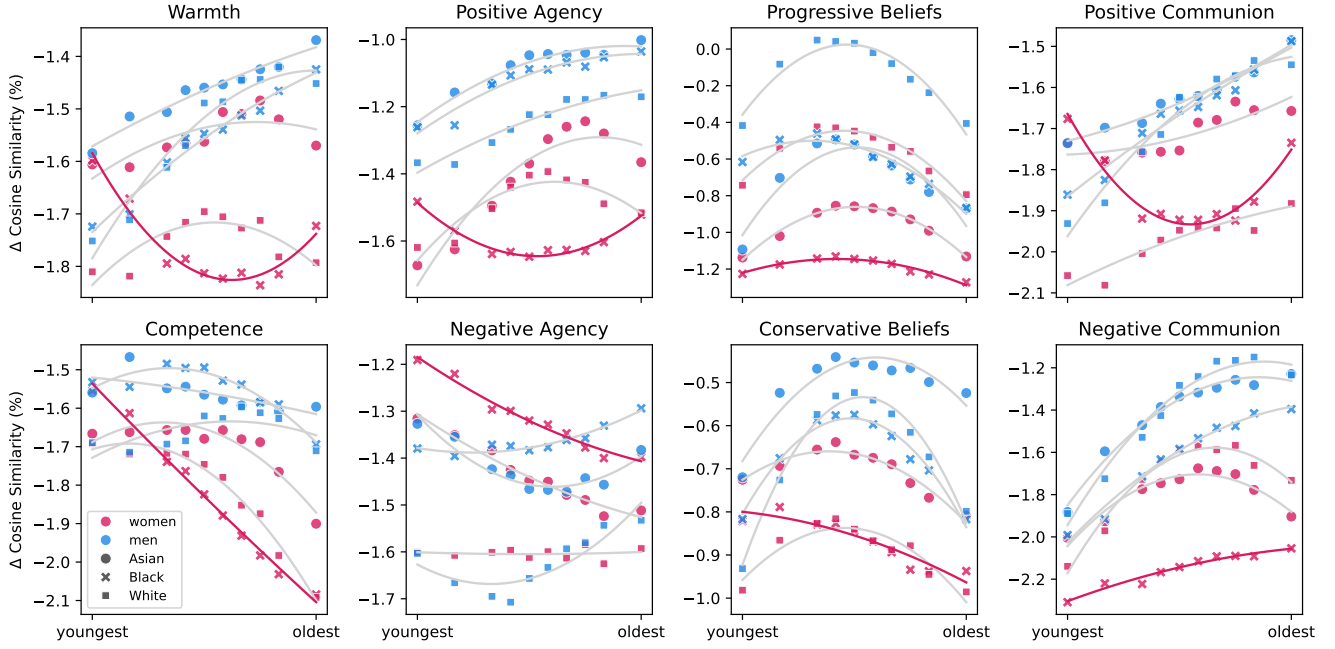 Warmth
Positive Agency
Progressive Beliefs
Positive Communion
Δ Cosine Similarity (%)
−1.4
−1.5
−1.6
−1.7
−1.8
−1.0
−1.2
−1.4
−1.6
0.0
−0.2
−0.4
−0.6
−0.8
−1.0
−1.2
−1.5
−1.6
−1.7
−1.8
−1.9
−2.0
−2.1
Competence
Negative Agency
Conservative Beliefs
Negative Communion
Δ Cosine Similarity (%)
−1.5
−1.6
−1.7
−1.8
−1.9
−2.0
−2.1
women
men
Asian
Black
White
−1.2
−1.3
−1.4
−1.5
−1.6
−1.7
−0.5
−0.6
−0.7
−0.8
−0.9
−1.0
−1.2
−1.4
−1.6
−1.8
−2.0
−2.2
youngest
oldest
youngest
oldest
youngest
oldest
youngest
oldest